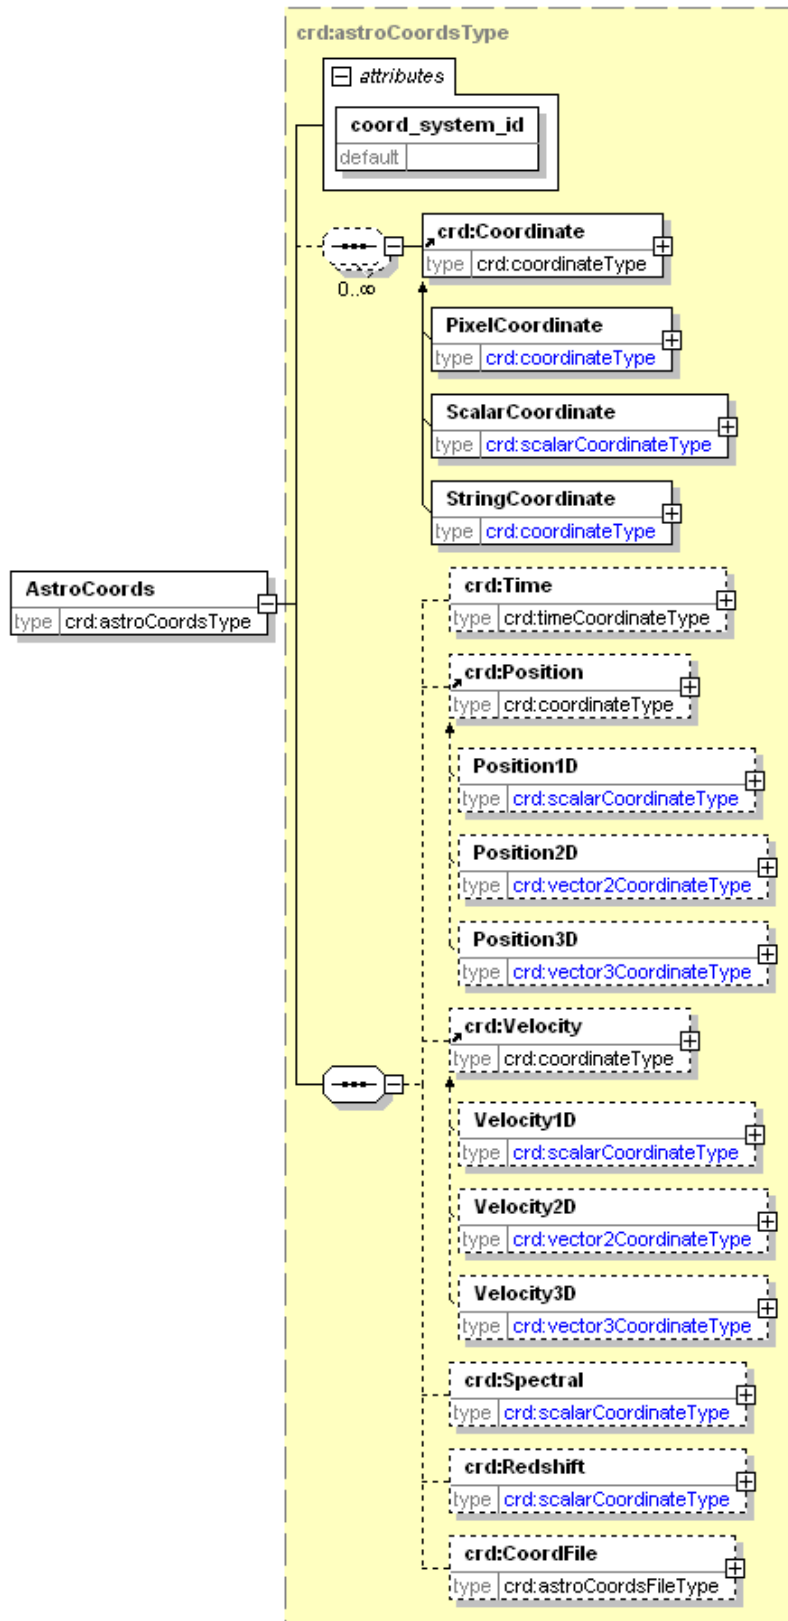 crd:astroCoordsType
attributes
coord_system_id
default
crd:Coordinate
type crd:coordinateType
0..∞
PixelCoordinate
type crd:coordinateType
ScalarCoordinate
type crd:scalarCoordinateType
StringCoordinate
type crd:coordinateType
AstroCoords
type crd:astroCoordsType
crd:Time
type crd:timeCoordinateType
crd:Position
type crd:coordinateType
Position1D
type crd:scalarCoordinateType
Position2D
type crd:vector2CoordinateType
Position3D
type crd:vector3CoordinateType
crd:Velocity
type crd:coordinateType
Velocity1D
type crd:scalarCoordinateType
Velocity2D
type crd:vector2CoordinateType
Velocity3D
type crd:vector3CoordinateType
crd:Spectral
type crd:scalarCoordinateType
crd:Redshift
type crd:scalarCoordinateType
crd:CoordFile
type crd:astroCoordsFileType